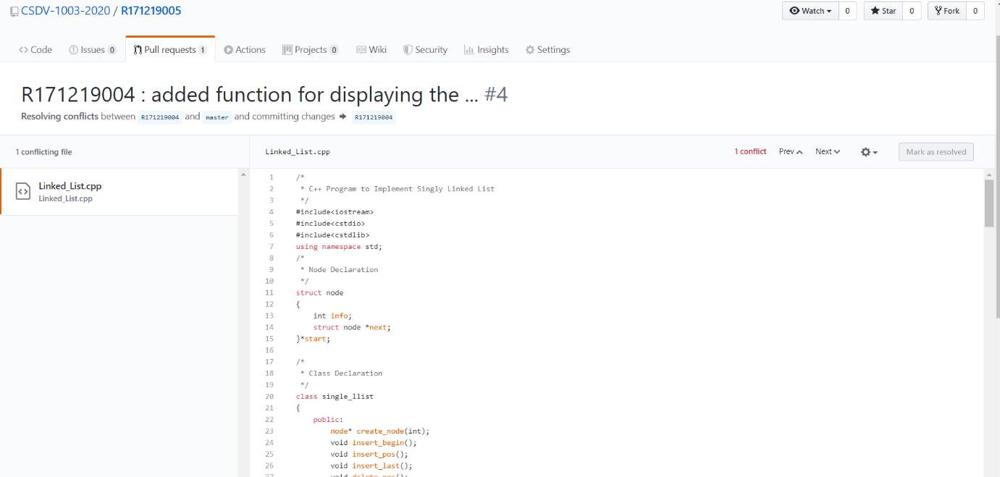 CSDV-1003-2020 / R171219005
Watch 0 Star 0 Fork 0
Code Issues 0 Pull requests 1 Actions Projects 0 Wiki Security Insights Settings
R171219004 : added function for displaying the ... #4
Resolving conflicts between R171219004 and master and committing changes R171219004
1 conflicting file
Linked_List.cpp
Linked_List.cpp
Linked_List.cpp 1 conflict Prev Next Mark as resolved
1 /*
2 * C++ Program to Implement Singly Linked List
3 */
4 #include<iostream>
5 #include<cstdio>
6 #include<cstdlib>
7 using namespace std;
8 /*
9 * Node Declaration
10 */
11 struct node
12 {
13 int info;
14 struct node *next;
15 }*start;
16
17 /*
18 * Class Declaration
19 */
20 class single_llist
21 {
22 public:
23 node* create_node(int);
24 void insert_begin();
25 void insert_pos();
26 void insert_last();
27 void delete_pos();